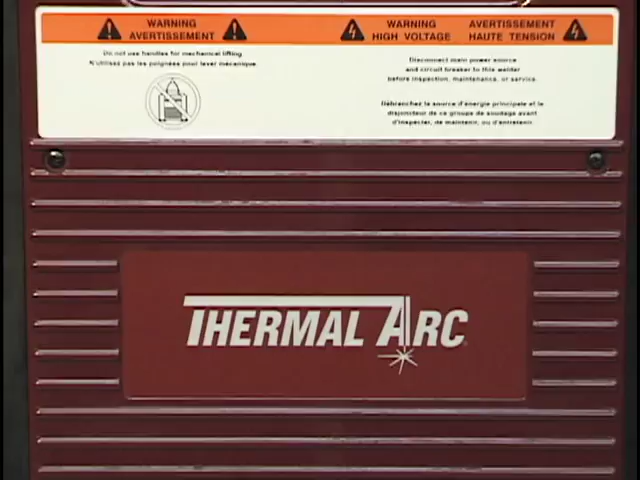 WARNING
AVERTISSEMENT
WARNING
HIGH VOLTAGE
AVERTISSEMENT
HAUTE TENSION
Do not use handles for mechanical lifting
N'utilisez pas les poignées pour lever mécanique.
Disconnect main power source
and circuit breaker to this welder
before inspection, maintenance, or service.
Débranchez la source d'énergie principale et le
disjoncteur de ce groupe de soudage avant
d'inspecter, de maintenir, ou d'entretenir.
THERMAL ARC